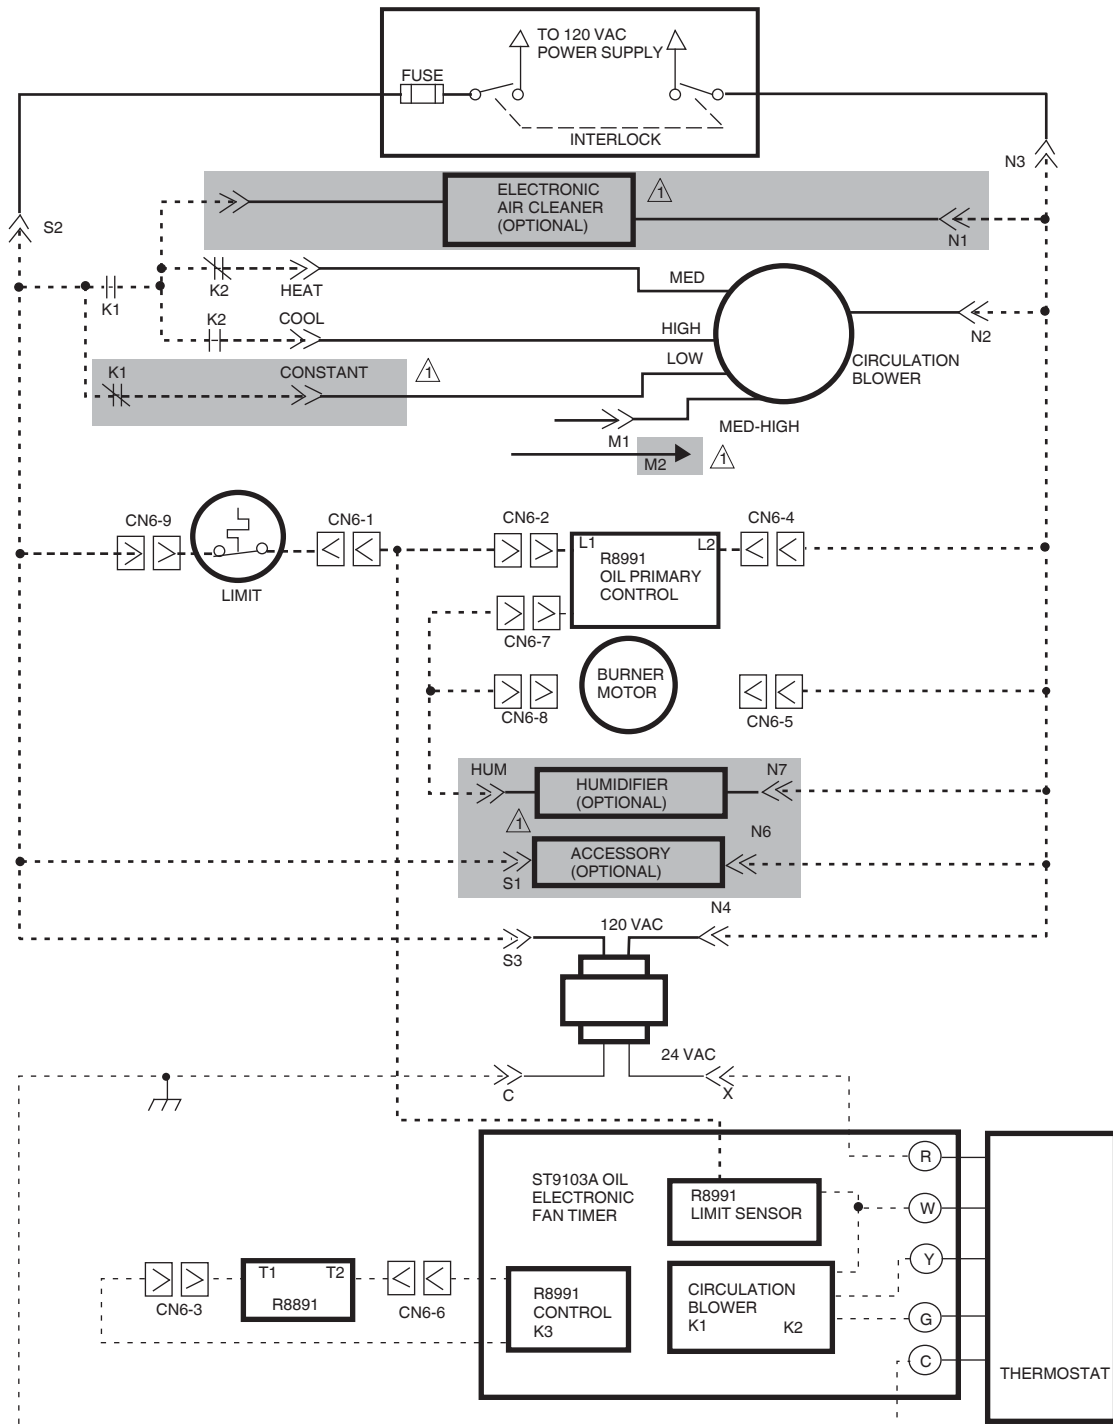 TO 120 VAC
POWER SUPPLY
FUSE
INTERLOCK
N3
ELECTRONIC
AIR CLEANER
(OPTIONAL)
1
S2
N1
K1
K2
HEAT
MED
K2
COOL
HIGH
N2
LOW
K1
CONSTANT
1
CIRCULATION
BLOWER
M1
MED-HIGH
M2
1
CN6-9
CN6-1
CN6-2
CN6-4
L1
L2
R8991
OIL PRIMARY
CONTROL
LIMIT
CN6-7
BURNER
MOTOR
CN6-8
CN6-5
HUM
HUMIDIFIER
(OPTIONAL)
N7
1
N6
ACCESSORY
(OPTIONAL)
S1
N4
120 VAC
S3
24 VAC
C
X
ST9103A OIL
ELECTRONIC
FAN TIMER
R8991
LIMIT SENSOR
R
W
Y
G
C
T1
T2
R8891
CN6-3
CN6-6
R8991
CONTROL
K3
CIRCULATION
BLOWER
K1
K2
THERMOSTAT